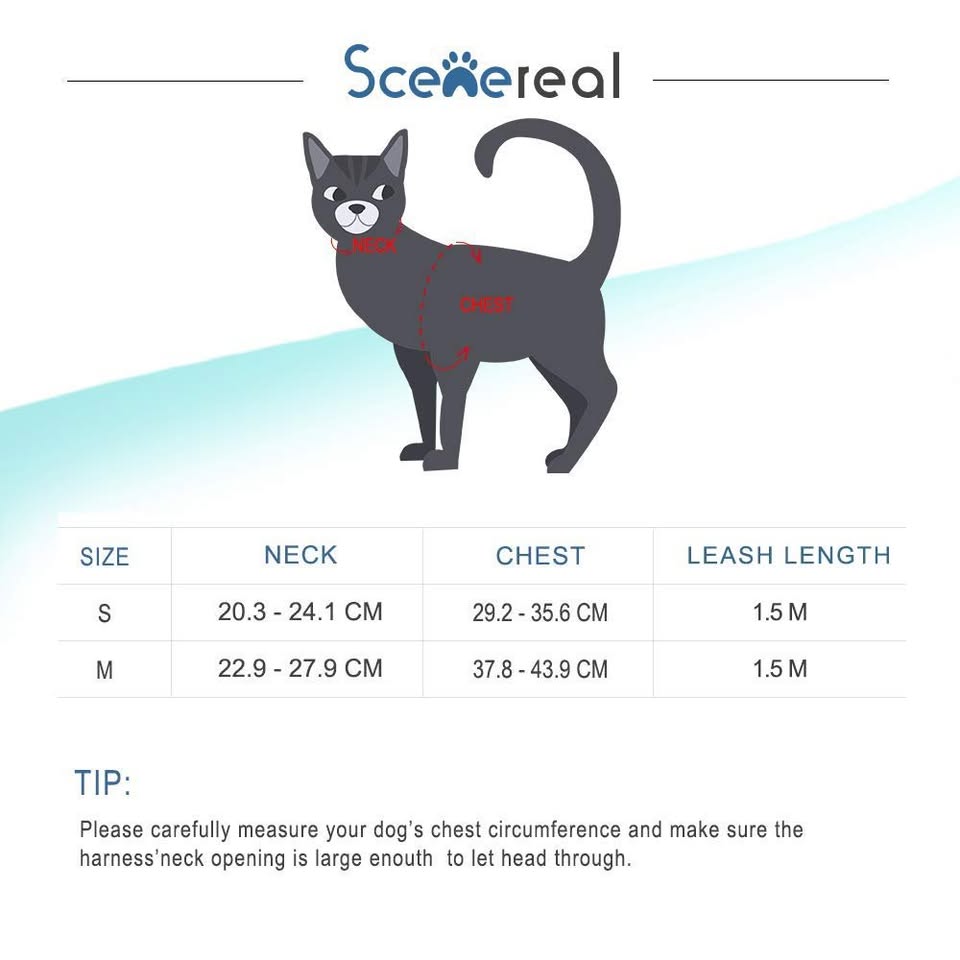 Scenereal
NECK
CHEST
SIZE NECK CHEST LEASH LENGTH
S 20.3 - 24.1 CM 29.2 - 35.6 CM 1.5 M
M 22.9 - 27.9 CM 37.8 - 43.9 CM 1.5 M
TIP:
Please carefully measure your dog's chest circumference and make sure the
harness'neck opening is large enouth to let head through.